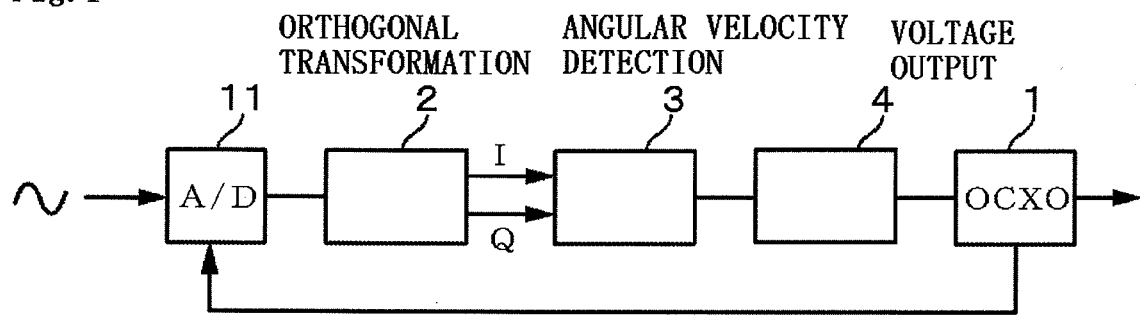 Fig. 1
ORTHOGONAL TRANSFORMATION
ANGULAR VELOCITY DETECTION
VOLTAGE OUTPUT
11
2
3
4
1
A/D
I
Q
OCXO